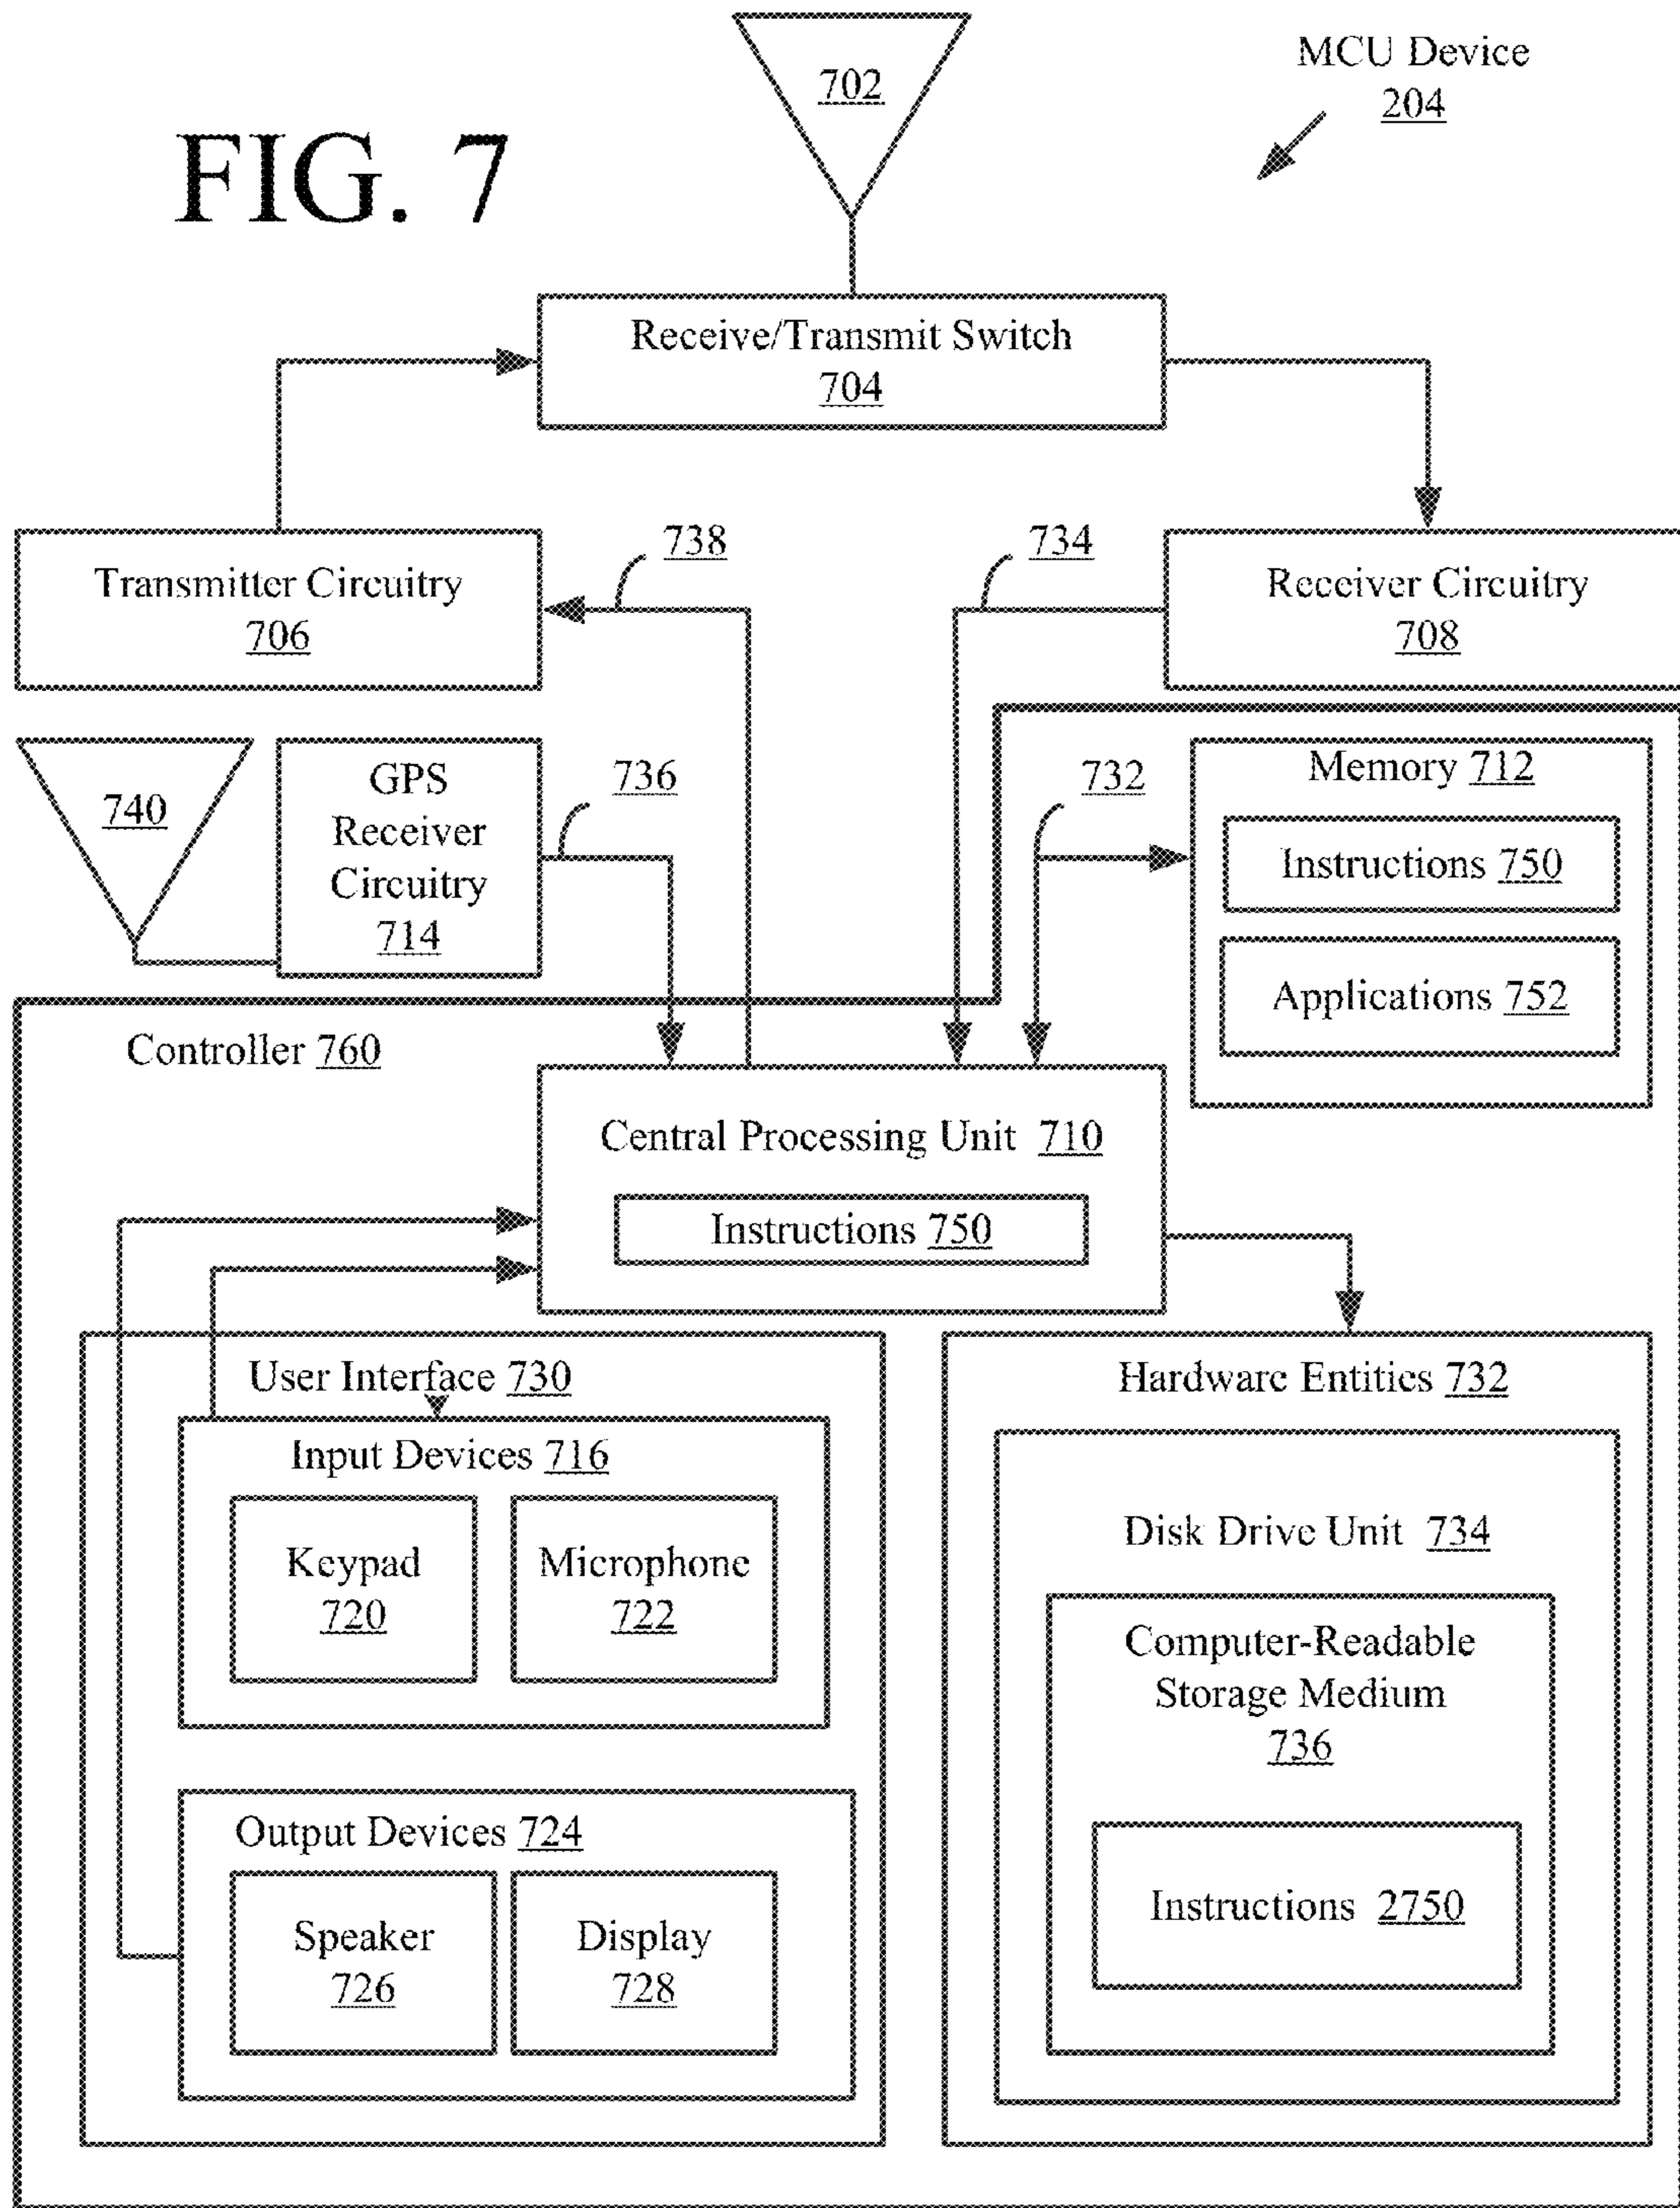 FIG. 7
702
MCU Device
204
Receive/Transmit Switch
704
738
734
Transmitter Circuitry
706
Receiver Circuitry
708
740
GPS
Receiver
Circuitry
714
736
732
Memory 712
Instructions 750
Applications 752
Controller 760
Central Processing Unit 710
Instructions 750
User Interface 730
Input Devices 716
Keypad
720
Microphone
722
Output Devices 724
Speaker
726
Display
728
Hardware Entities 732
Disk Drive Unit 734
Computer-Readable
Storage Medium
736
Instructions 2750